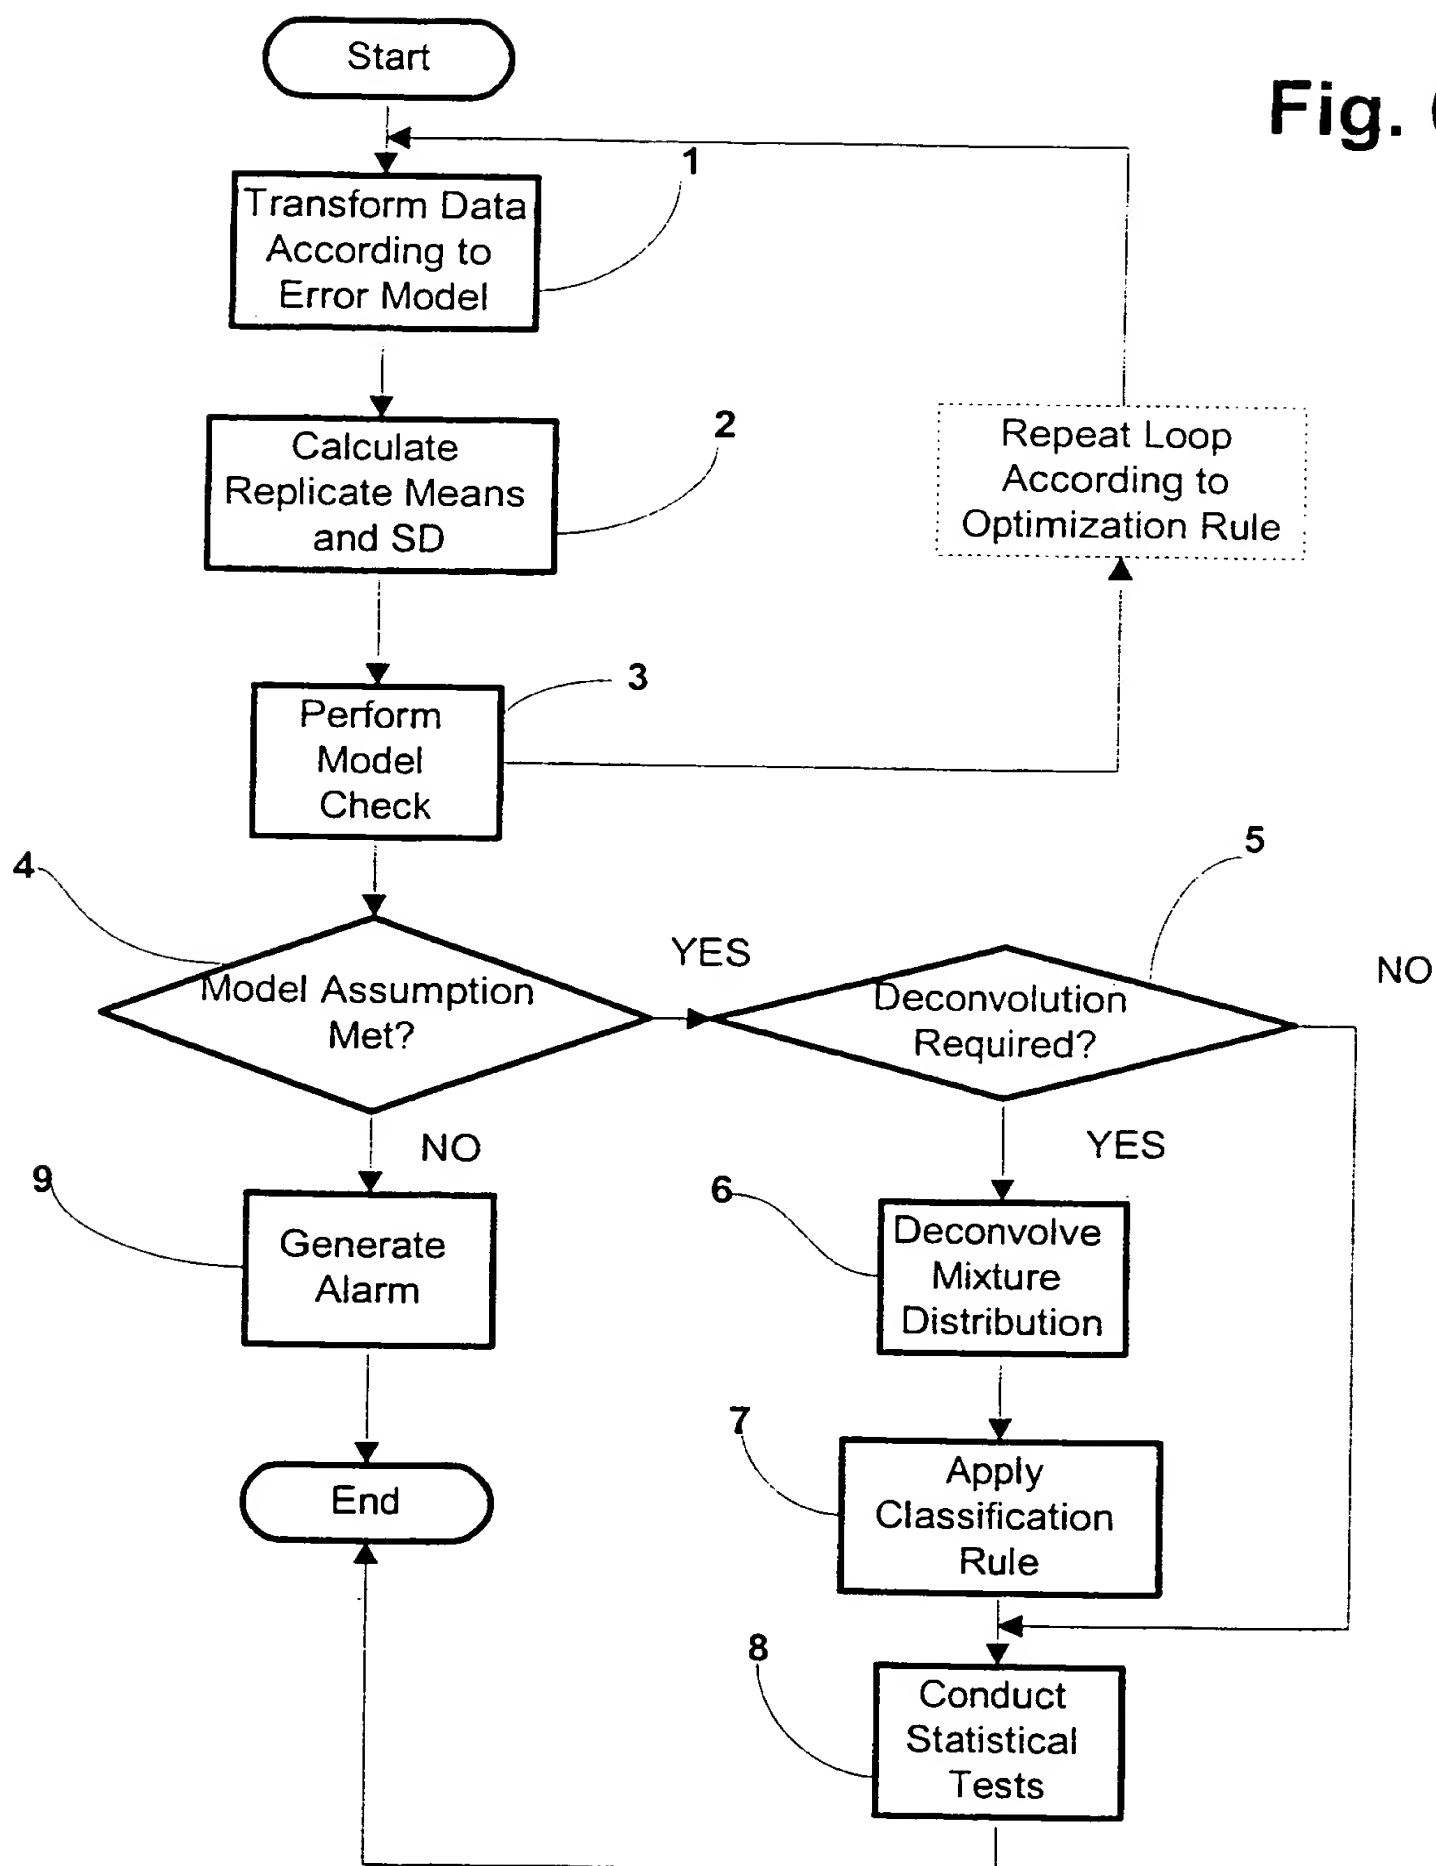 Start
Fig.
1
Transform Data
According to
Error Model
2
Calculate
Replicate Means
and SD
Repeat Loop
According to
Optimization Rule
3
Perform
Model
Check
4
5
YES
NO
Model Assumption
Met?
Deconvolution
Required?
NO
YES
9
6
Generate
Alarm
Deconvolve
Mixture
Distribution
7
End
Apply
Classification
Rule
8
Conduct
Statistical
Tests